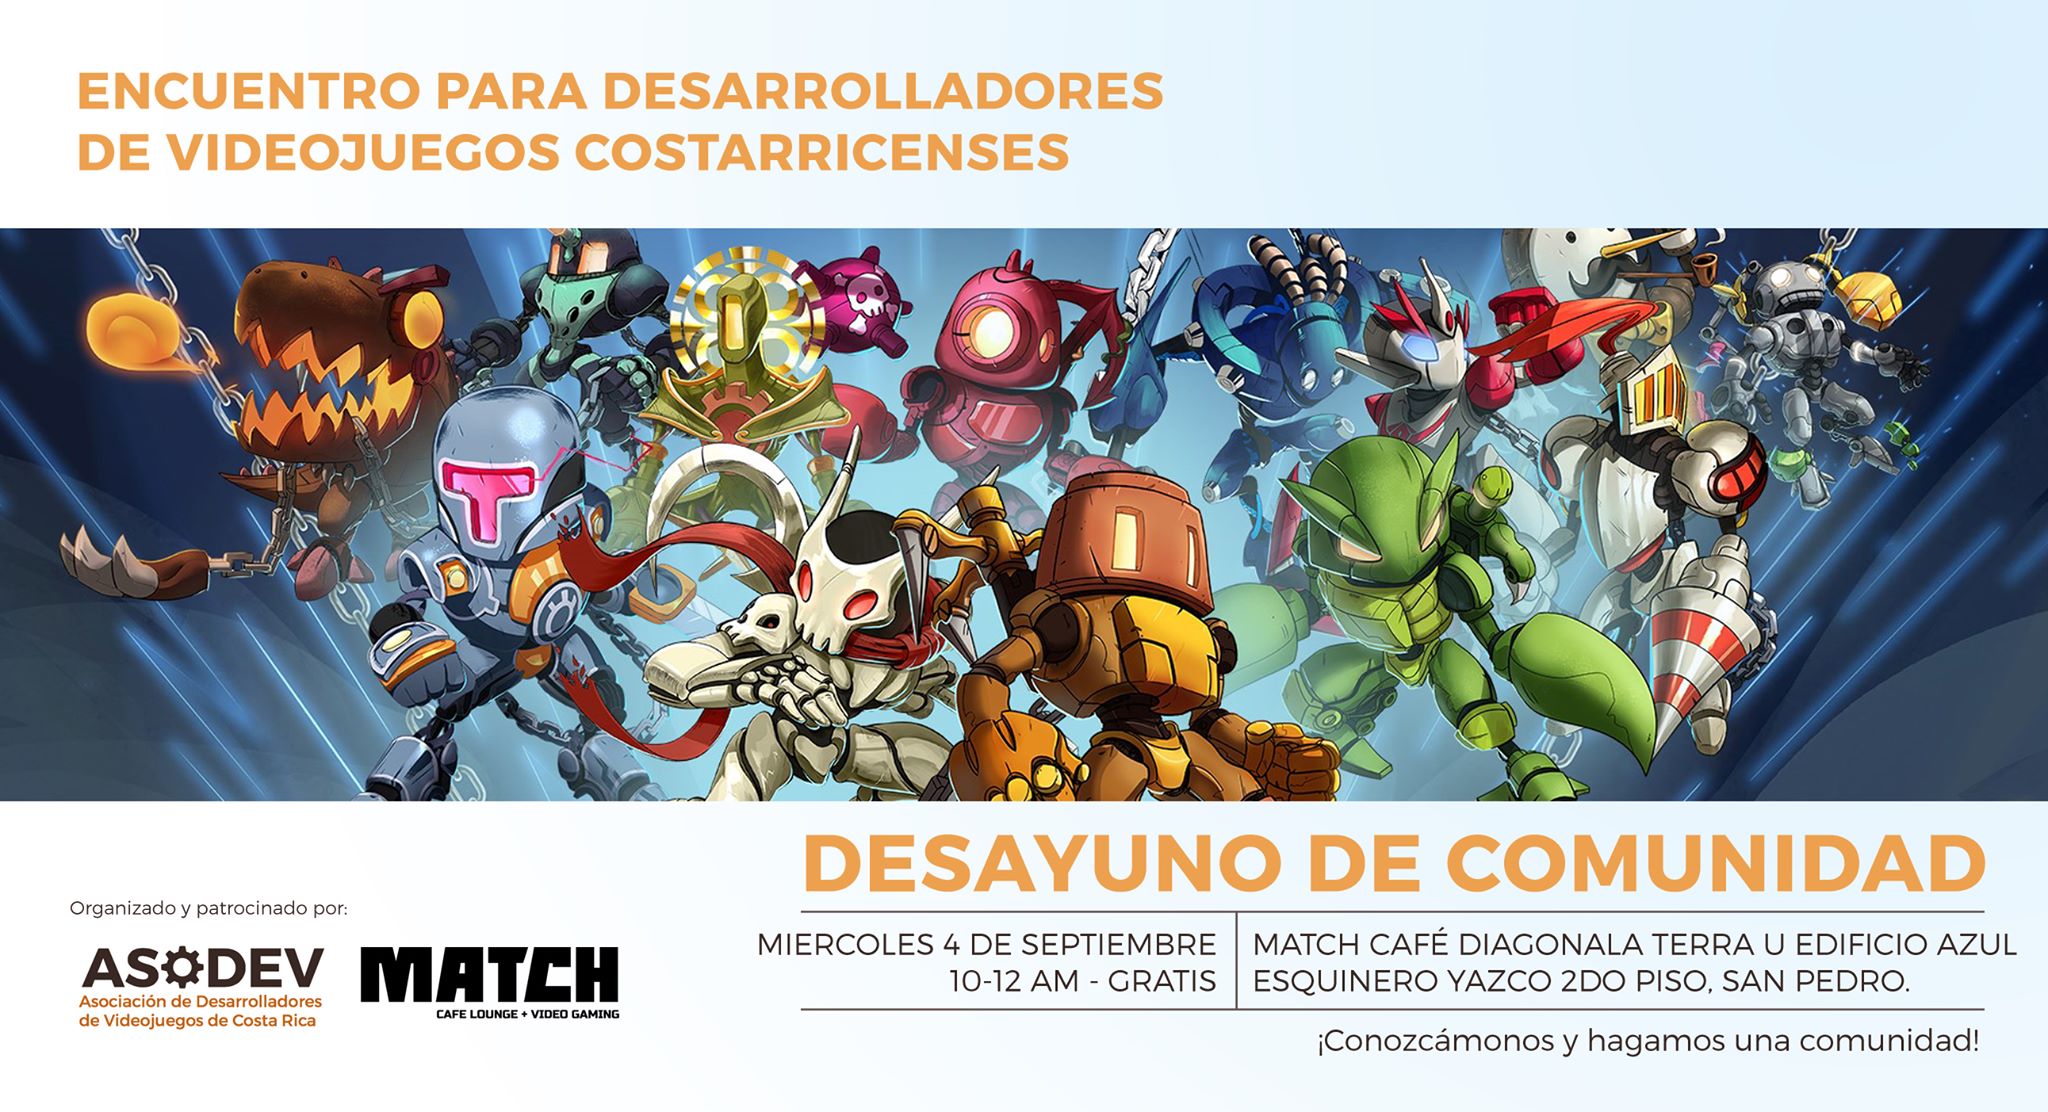 ENCUENTRO PARA DESARROLLADORES
DE VIDEOJUEGOS COSTARRICENSES
DESAYUNO DE COMUNIDAD
MIERCOLES 4 DE SEPTIEMBRE
10-12 AM - GRATIS
MATCH CAFÉ DIAGONALA TERRA U EDIFICIO AZUL
ESQUINERO YAZCO 2DO PISO, SAN PEDRO.
¡Conozcámonos y hagamos una comunidad!
Organizado y patrocinado por:
ASODEV
Asociación de Desarrolladores
de Videojuegos de Costa Rica
MATCH
CAFE LOUNGE + VIDEO GAMING